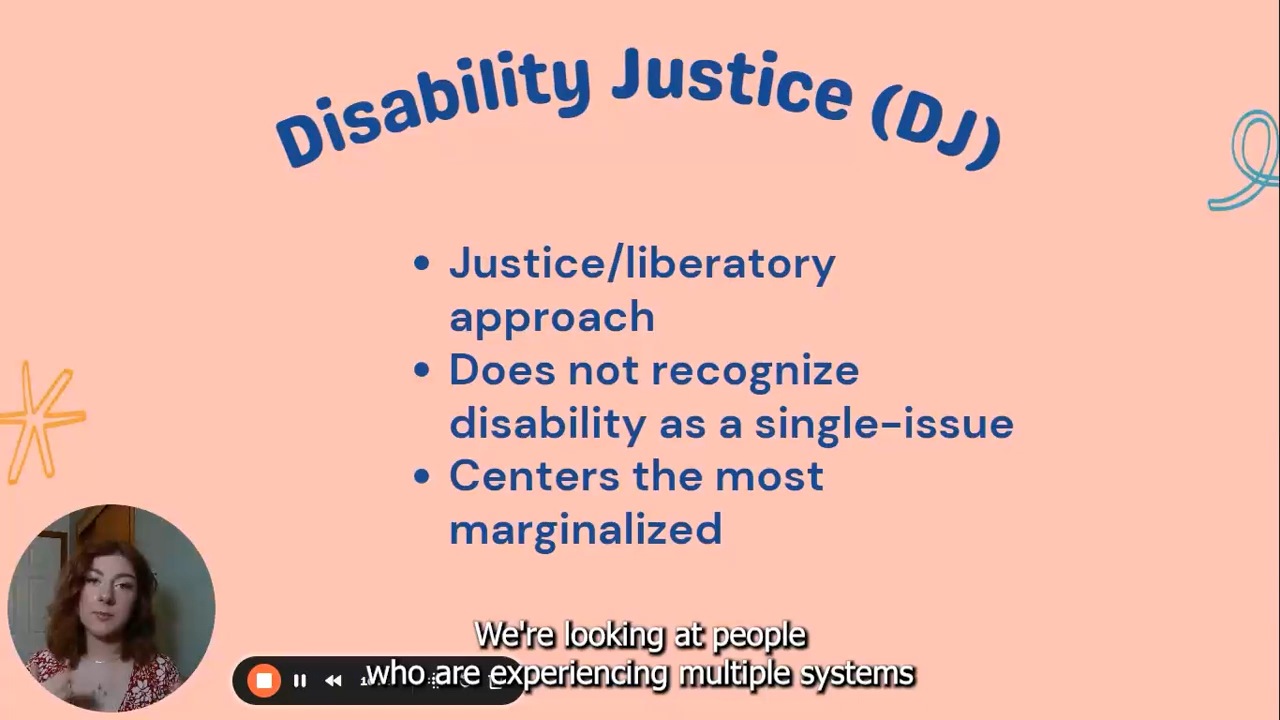 Disability Justice (DJ)
• Justice/liberatory
approach
• Does not recognize
disability as a single-issue
• Centers the most
marginalized
We're looking at people
who are experiencing multiple systems